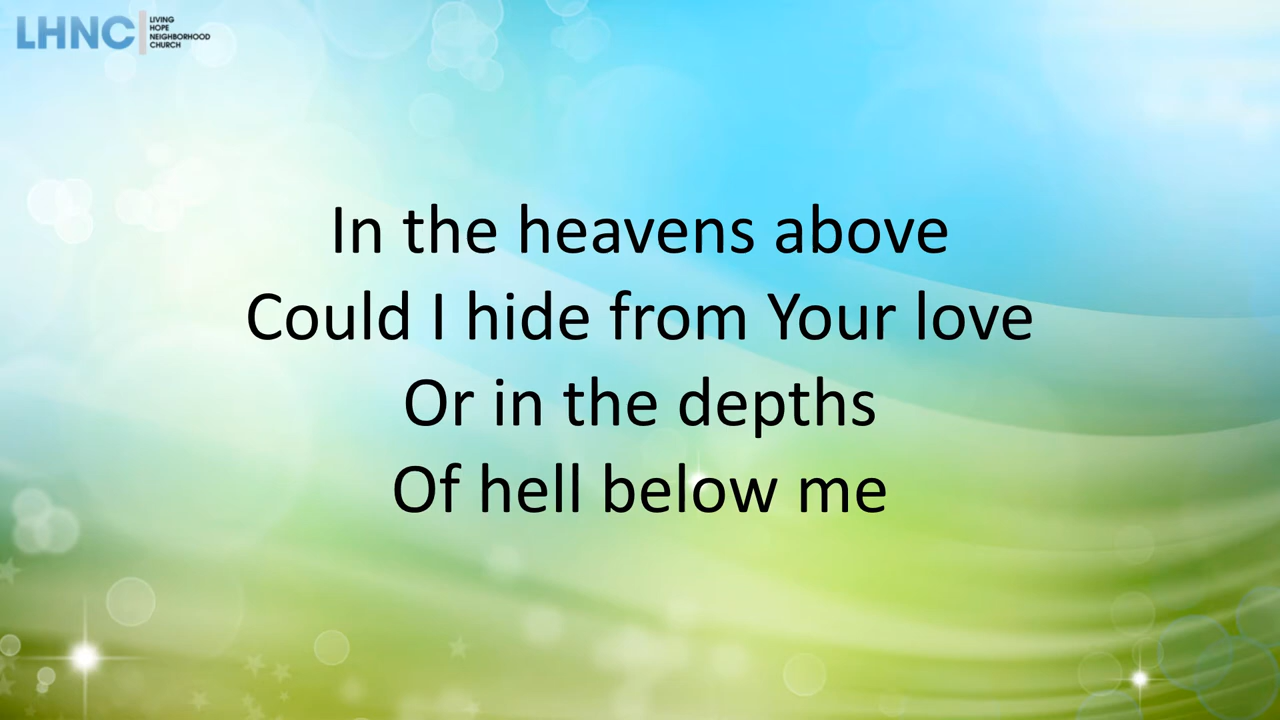 LHNC
LIVING
HOPE
NEIGHBORHOOD
CHURCH
In the heavens above
Could I hide from Your love
Or in the depths
Of hell below me